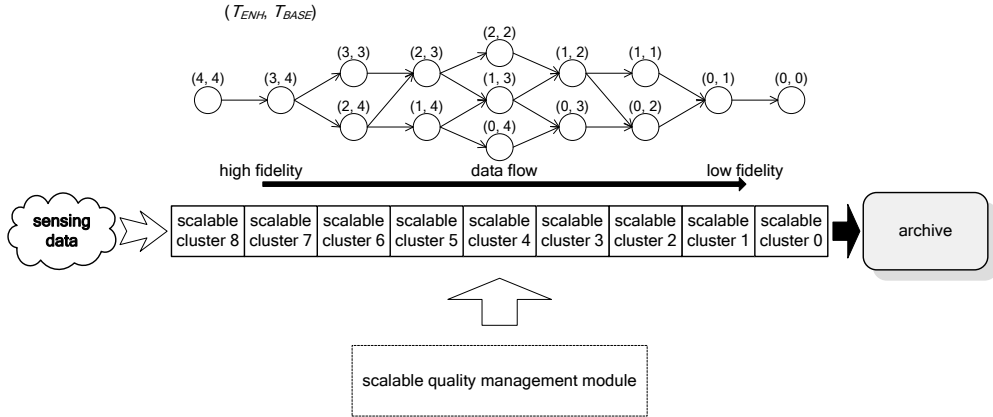 (T_ENH, T_BASE)
(2, 2)
(3, 3) (2, 3) (1, 2) (1, 1)
(4, 4) (3, 4) (1, 3) (0, 1) (0, 0)
(2, 4) (1, 4) (0, 3) (0, 2)
(0, 4)
high fidelity data flow low fidelity
sensing
data
scalable
cluster 8
scalable
cluster 7
scalable
cluster 6
scalable
cluster 5
scalable
cluster 4
scalable
cluster 3
scalable
cluster 2
scalable
cluster 1
scalable
cluster 0
archive
scalable quality management module